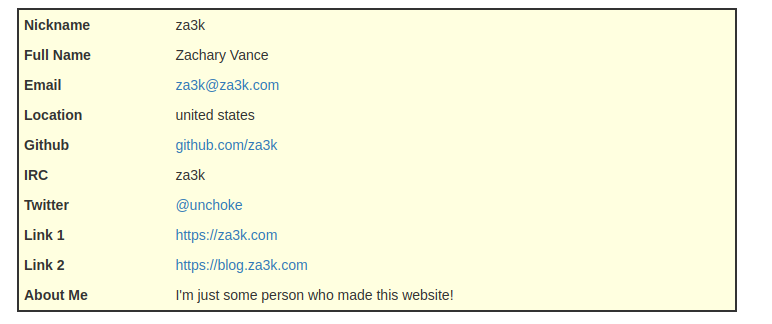 Nickname za3k
Full Name Zachary Vance
Email za3k@za3k.com
Location united states
Github github.com/za3k
IRC za3k
Twitter @unchoke
Link 1 https://za3k.com
Link 2 https://blog.za3k.com
About Me I'm just some person who made this website!